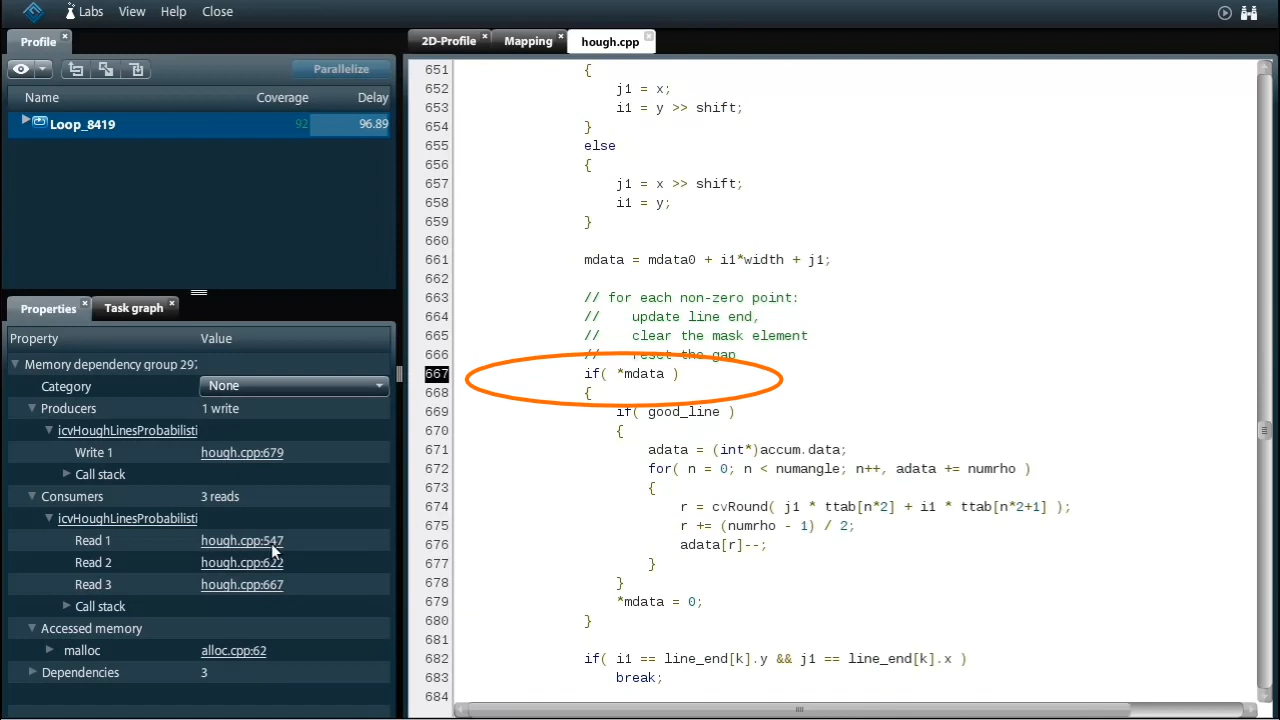 Labs View Help Close
Profile
Parallelize
Name Coverage Delay
Loop_8419 92 96.89
Properties Task graph
Property Value
Memory dependency group 297
Category None
Producers 1 write
icvHoughLinesProbabilisti
Write 1 hough.cpp:679
Call stack
Consumers 3 reads
icvHoughLinesProbabilisti
Read 1 hough.cpp:547
Read 2 hough.cpp:622
Read 3 hough.cpp:667
Call stack
Accessed memory
malloc alloc.cpp:62
Dependencies 3
2D-Profile Mapping hough.cpp
651 {
652 j1 = x;
653 i1 = y >> shift;
654 }
655 else
656 {
657 j1 = x >> shift;
658 i1 = y;
659 }
660
661 mdata = mdata0 + i1*width + j1;
662
663 // for each non-zero point:
664 // update line end,
665 // clear the mask element
666 // reset the gap
667 if( *mdata )
668 {
669 if( good_line )
670 {
671 adata = (int*)accum.data;
672 for( n = 0; n < numangle; n++, adata += numrho )
673 {
674 r = cvRound( j1 * ttab[n*2] + i1 * ttab[n*2+1] );
675 r += (numrho - 1) / 2;
676 adata[r]--;
677 }
678 }
679 *mdata = 0;
680 }
681
682 if( i1 == line_end[k].y && j1 == line_end[k].x )
683 break;
684